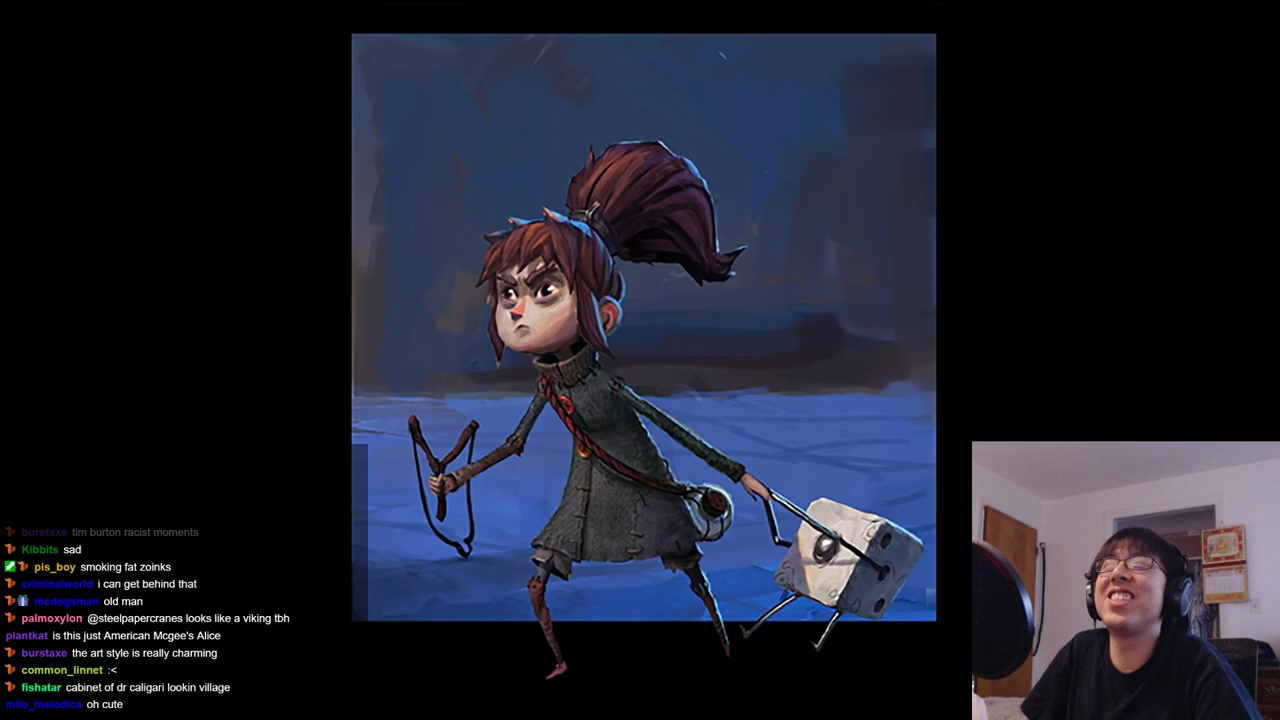 burstaxe tim burton racist moments
Kibbits sad
pis_boy smoking fat zoinks
criminalworld i can get behind that
mcdogsman old man
palmoxylon @steelpapercranes looks like a viking tbh
plantkat is this just American Mcgee's Alice
burstaxe the art style is really charming
common_linnet :<
fishatar cabinet of dr caligari lookin village
milo_melodica oh cute